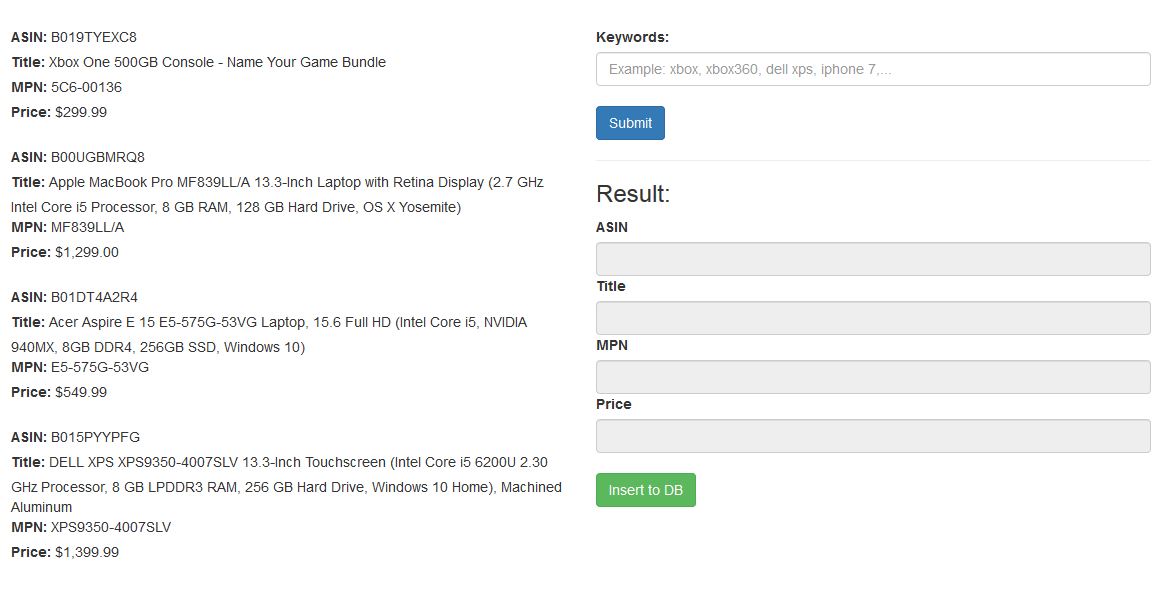 ASIN: B019TYEXC8
Title: Xbox One 500GB Console - Name Your Game Bundle
MPN: 5C6-00136
Price: $299.99
ASIN: B00UGBMRQ8
Title: Apple MacBook Pro MF839LL/A 13.3-Inch Laptop with Retina Display (2.7 GHz
Intel Core i5 Processor, 8 GB RAM, 128 GB Hard Drive, OS X Yosemite)
MPN: MF839LL/A
Price: $1,299.00
ASIN: B01DT4A2R4
Title: Acer Aspire E 15 E5-575G-53VG Laptop, 15.6 Full HD (Intel Core i5, NVIDIA
940MX, 8GB DDR4, 256GB SSD, Windows 10)
MPN: E5-575G-53VG
Price: $549.99
ASIN: B015PYYPFG
Title: DELL XPS XPS9350-4007SLV 13.3-Inch Touchscreen (Intel Core i5 6200U 2.30
GHz Processor, 8 GB LPDDR3 RAM, 256 GB Hard Drive, Windows 10 Home), Machined
Aluminum
MPN: XPS9350-4007SLV
Price: $1,399.99
Keywords:
Example: xbox, xbox360, dell xps, iphone 7,...
Submit
Result:
ASIN
Title
MPN
Price
Insert to DB